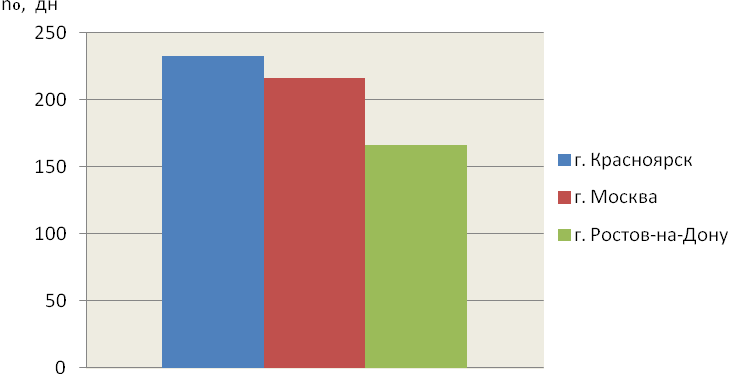 n₀, дн
250
200
150
100
50
0
г. Красноярск
г. Москва
г. Ростов-на-Дону